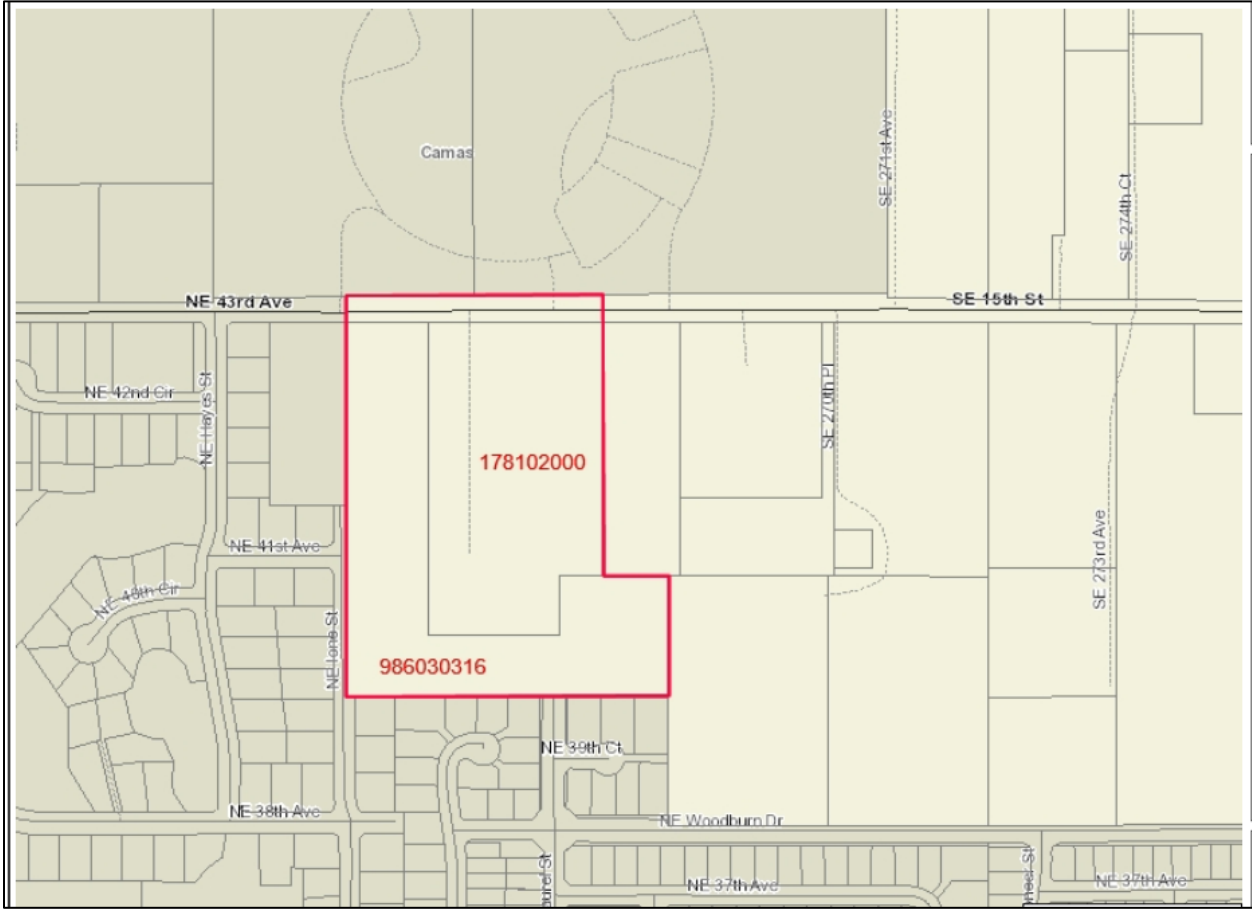 Camas
SE 271st Ave
SE 274th Ct
NE 43rd Ave
SE 15th St
NE 42nd Cir
NE Hayes St
SE 270th Pl
178102000
NE 41st Ave
SE 273rd Ave
NE 40th Cir
NE Ione St
986030316
NE 39th Ct
NE 38th Ave
NE Woodburn Dr
NE 37th Ave
NE 37th Ave